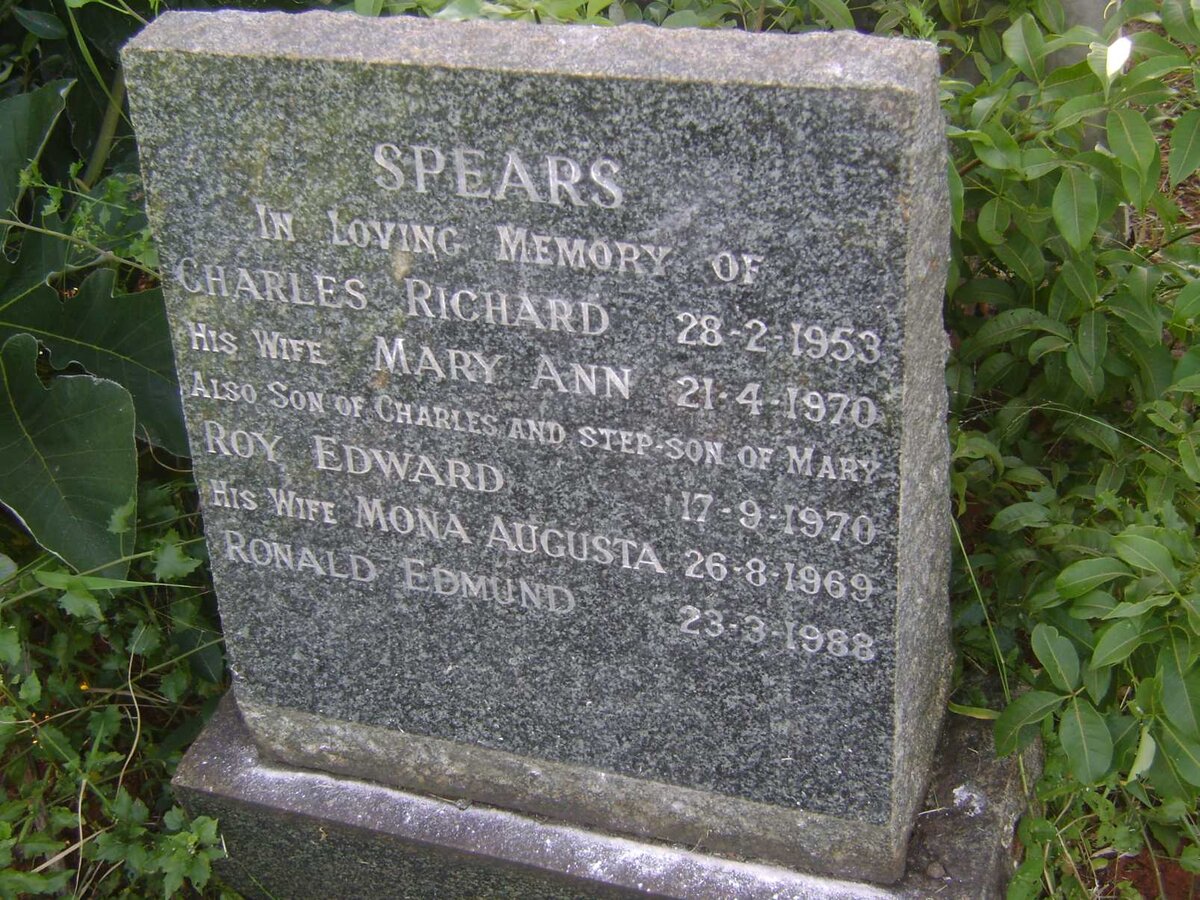 SPEARS
IN LOVING MEMORY OF
CHARLES RICHARD 28-2-1953
HIS WIFE MARY ANN 21-4-1970
ALSO SON OF CHARLES AND STEP-SON OF MARY
ROY EDWARD 17-9-1970
HIS WIFE MONA AUGUSTA 26-8-1969
RONALD EDMUND 23-3-1988